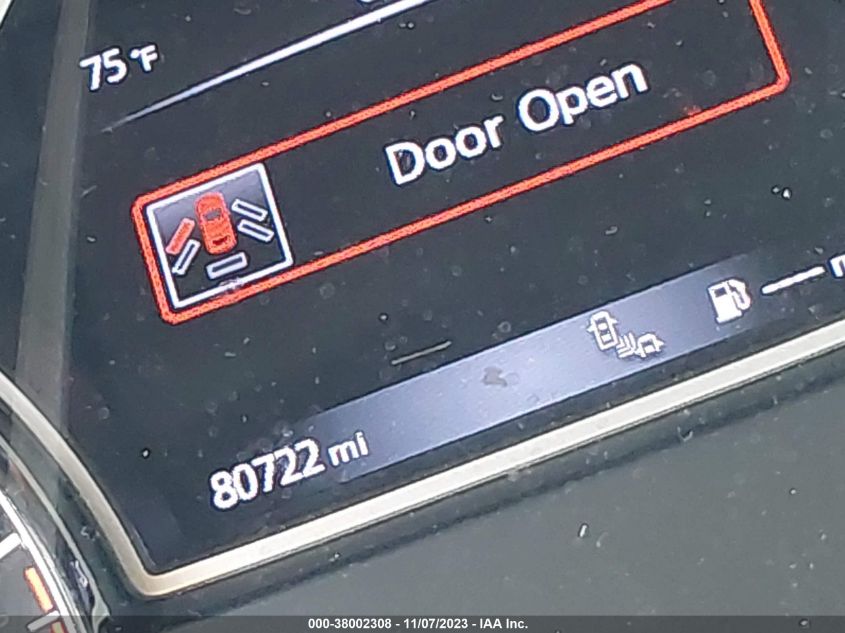 75°F
Door Open
80722 mi
000-38002308 - 11/07/2023 - IAA Inc.